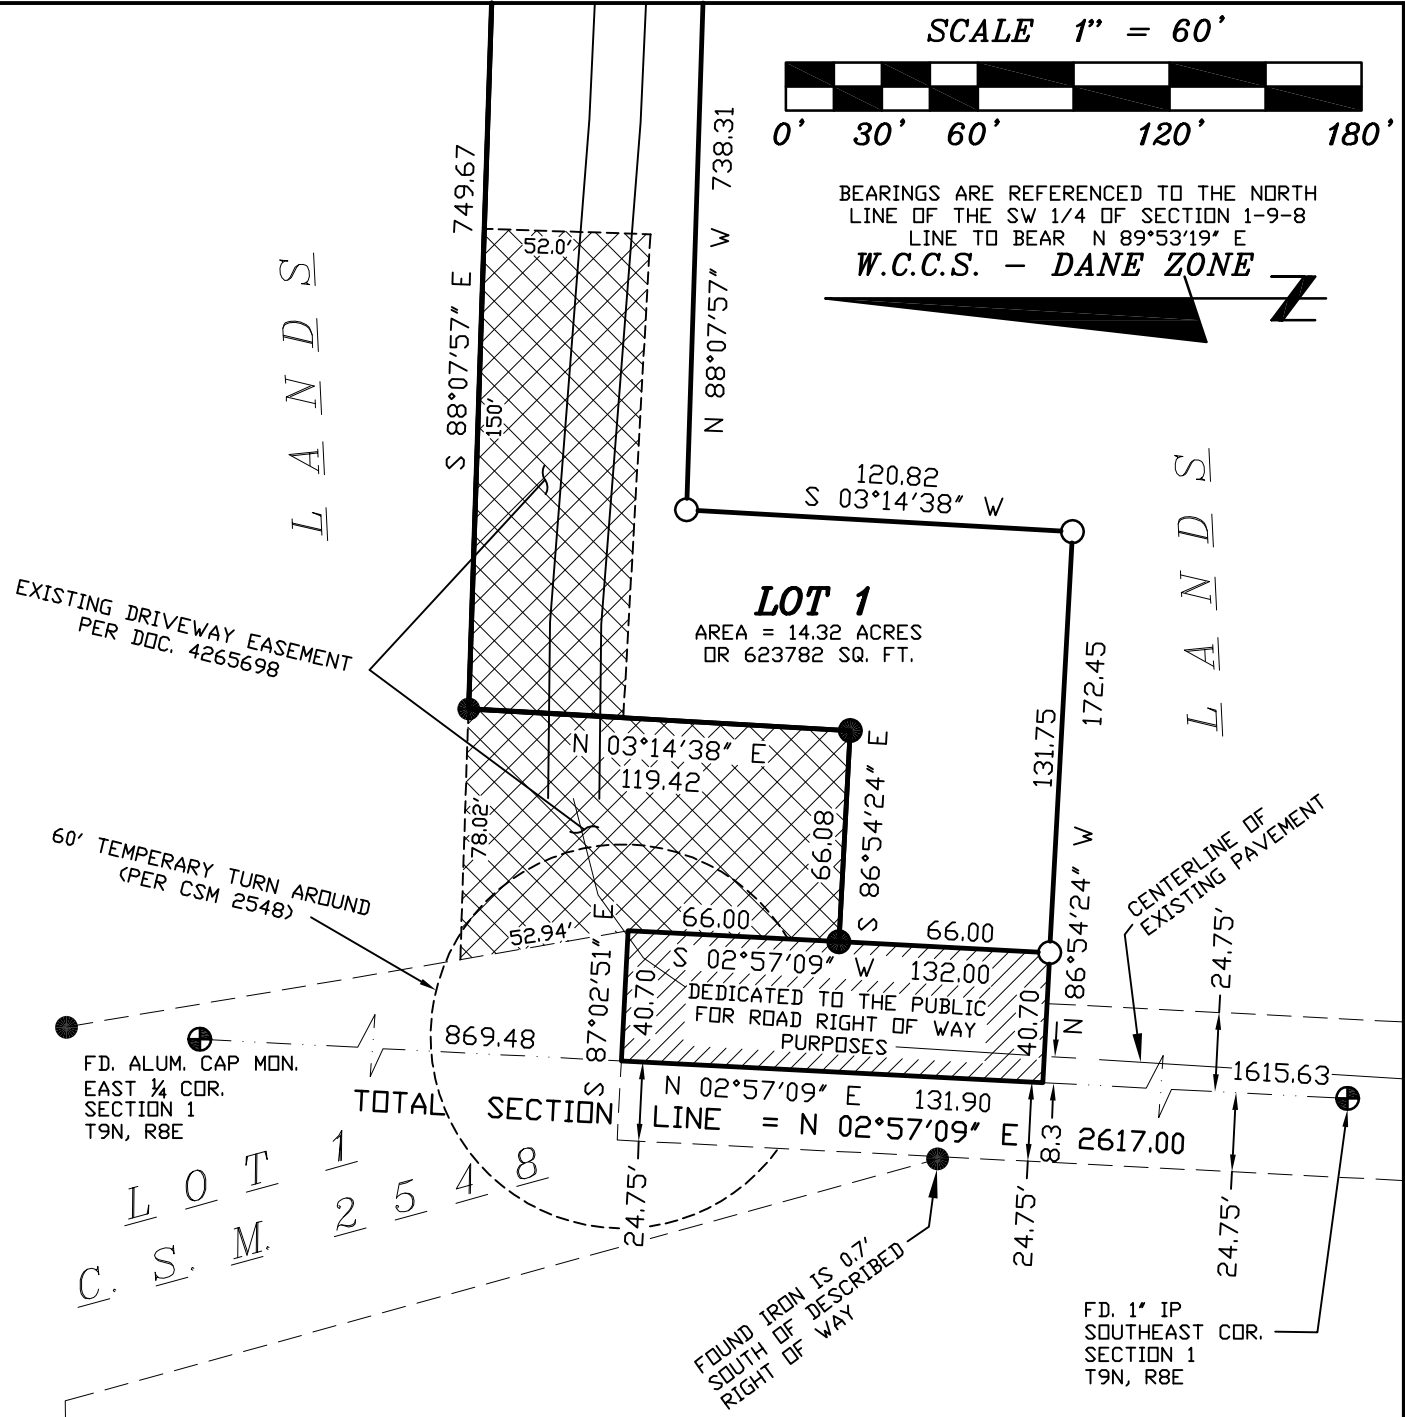 SCALE 1" = 60'
0' 30' 60' 120' 180'
BEARINGS ARE REFERENCED TO THE NORTH
LINE OF THE SW 1/4 OF SECTION 1-9-8
LINE TO BEAR N 89°53'19" E
W.C.C.S. - DANE ZONE
N
S 88°07'57" E 749.67
N 88°07'57" W 738.31
52.0'
150'
LANDS
LANDS
120.82
S 03°14'38" W
LOT 1
AREA = 14.32 ACRES
OR 623782 SQ. FT.
EXISTING DRIVEWAY EASEMENT
PER DOC. 4265698
N 03°14'38" E
119.42
131.75
172.45
78.02'
66.08
S 86°54'24" E
N 86°54'24" W
60' TEMPERARY TURN AROUND
(PER CSM 2548)
CENTERLINE OF
EXISTING PAVEMENT
52.94'
66.00
66.00
S 02°57'09" W 132.00
S 87°02'51" E
40.70
40.70
DEDICATED TO THE PUBLIC
FOR ROAD RIGHT OF WAY
PURPOSES
24.75'
869.48
1615.63
FD. ALUM. CAP MON.
EAST ¼ COR.
SECTION 1
T9N, R8E
N 02°57'09" E 131.90
TOTAL SECTION LINE = N 02°57'09" E 2617.00
8.3
24.75'
24.75'
24.75'
LOT 1
C.S.M. 2548
FOUND IRON IS 0.7'
SOUTH OF DESCRIBED
RIGHT OF WAY
FD. 1" IP
SOUTHEAST COR.
SECTION 1
T9N, R8E